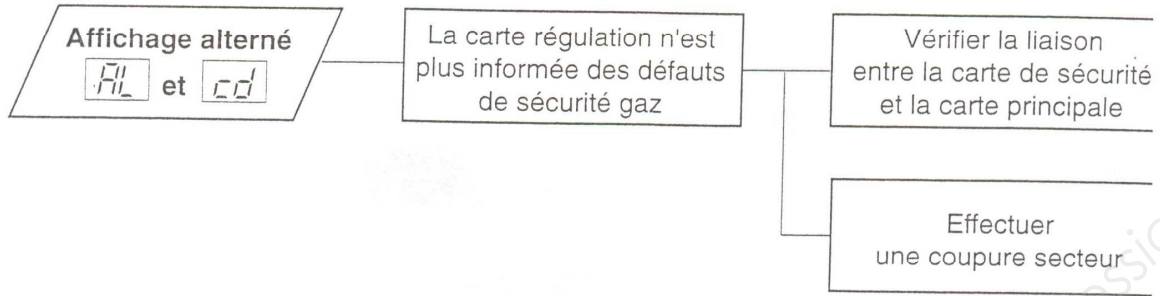 Affichage alterné
AL et cd
La carte régulation n'est
plus informée des défauts
de sécurité gaz
Vérifier la liaison
entre la carte de sécurité
et la carte principale
Effectuer
une coupure secteur